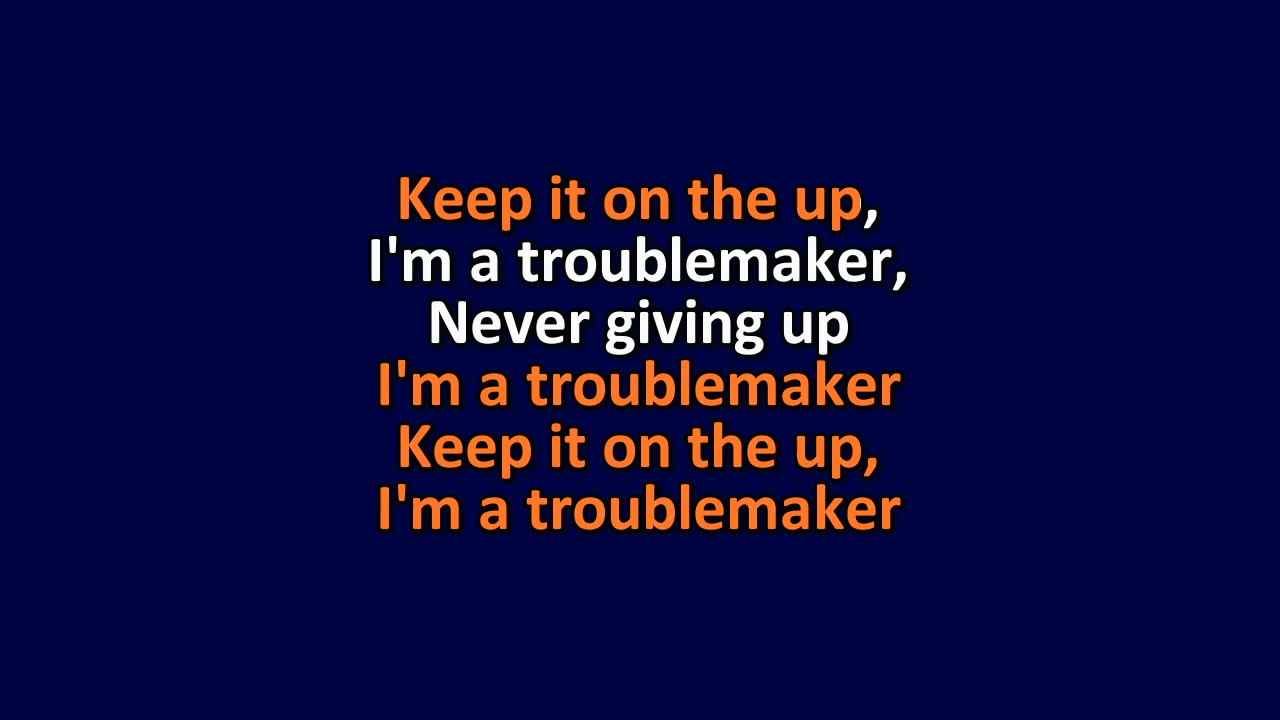 Keep it on the up,
I'm a troublemaker,
Never giving up
I'm a troublemaker
Keep it on the up,
I'm a troublemaker